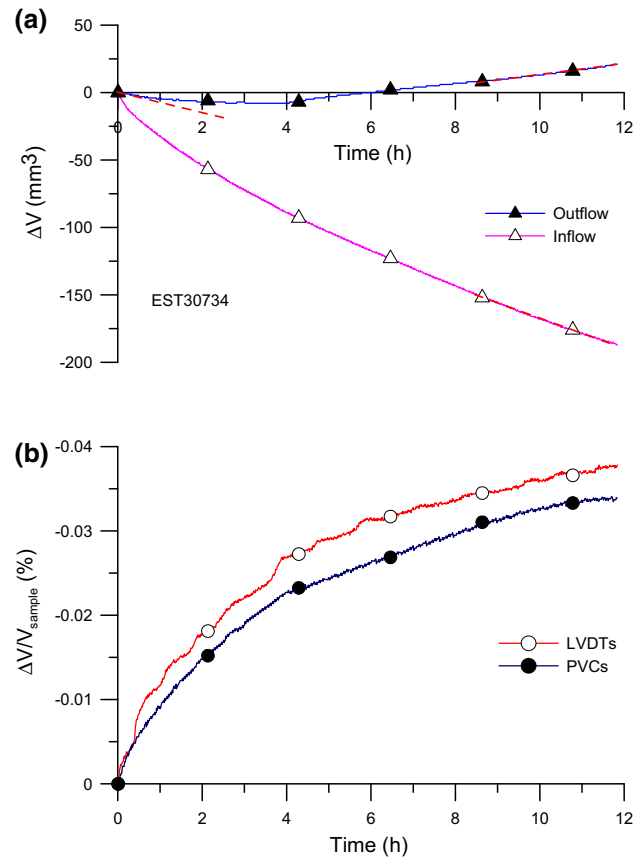 (a)
50
25
0
-50
-100
-150
-200
ΔV (mm³)
0 2 4 6 8 10 12
Time (h)
Outflow
Inflow
EST30734
(b)
-0.04
-0.03
-0.02
-0.01
0
ΔV/Vsample (%)
LVDTs
PVCs
0 2 4 6 8 10 12
Time (h)